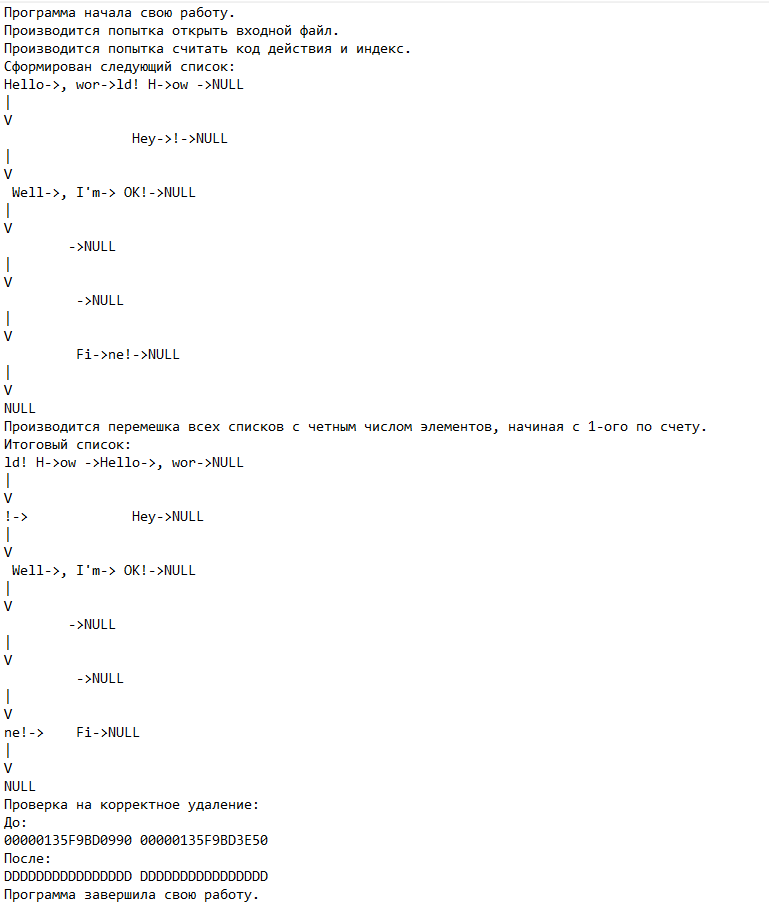 Программа начала свою работу.
Производится попытка открыть входной файл.
Производится попытка считать код действия и индекс.
Сформирован следующий список:
Hello->, wor->ld! H->ow ->NULL
|
V
                Hey->!->NULL
|
V
 Well->, I'm-> OK!->NULL
|
V
        ->NULL
|
V
         ->NULL
|
V
         Fi->ne!->NULL
|
V
NULL
Производится перемешка всех списков с четным числом элементов, начиная с 1-ого по счету.
Итоговый список:
ld! H->ow ->Hello->, wor->NULL
|
V
!->             Hey->NULL
|
V
 Well->, I'm-> OK!->NULL
|
V
        ->NULL
|
V
         ->NULL
|
V
ne!->    Fi->NULL
|
V
NULL
Проверка на корректное удаление:
До:
00000135F9BD0990 00000135F9BD3E50
После:
DDDDDDDDDDDDDDDD DDDDDDDDDDDDDDDD
Программа завершила свою работу.